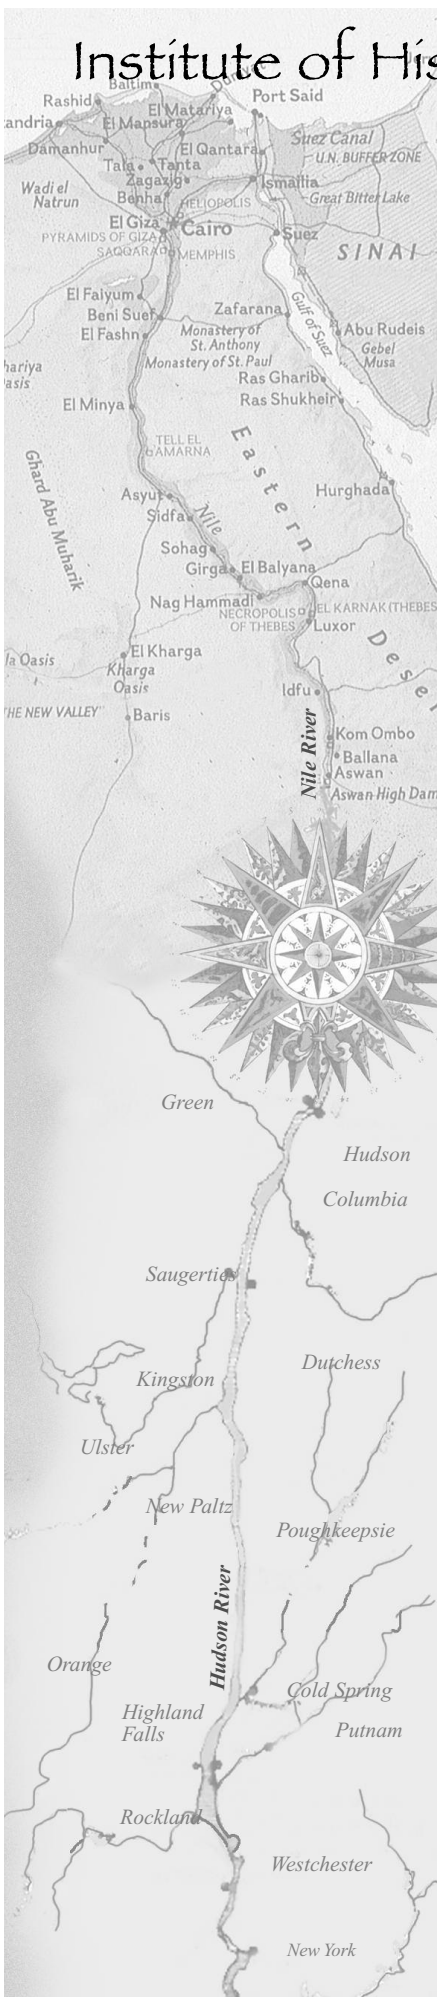 Institute of His
Baltim
Rashid
Port Said
El Matariya
El Mansura
Suez Canal
Damanhur
El Qantara
U.N. BUFFER ZONE
Tala
Tanta
Zagazig
Ismailia
Wadi el
Natrun
Benha
HELIOPOLIS
Great Bitter Lake
El Giza
Cairo
Suez
PYRAMIDS OF GIZA
SAQQARA
MEMPHIS
SINAI
El Faiyum
Beni Suef
Zafarana
Gulf of Suez
El Fashn
Monastery of
St. Anthony
Abu Rudeis
Monastery of St. Paul
Gebel
Musa
hariya
asis
Ras Gharib
Ras Shukheir
El Minya
TELL EL
AMARNA
Eastern
Ghard Abu Muharik
Asyut
Hurghada
Sidfa
Nile
Sohag
Girga
El Balyana
Qena
Nag Hammadi
NECROPOLIS
OF THEBES
EL KARNAK (THEBES
Luxor
El Kharga
la Oasis
Kharga
Oasis
Deser
Idfu
THE NEW VALLEY"
Baris
Nile River
Kom Ombo
Ballana
Aswan
Aswan High Dam
Green
Hudson
Columbia
Saugerties
Dutchess
Kingston
Ulster
New Paltz
Poughkeepsie
Hudson River
Orange
Cold Spring
Highland
Falls
Putnam
Rockland
Westchester
New York